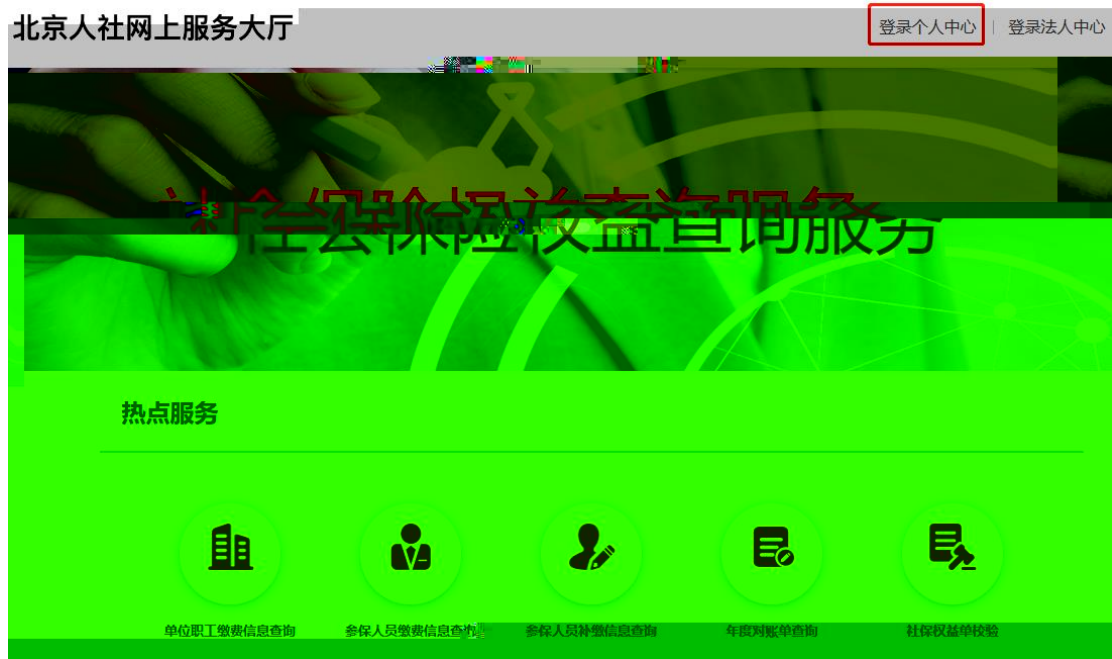 北京人社网上服务大厅
登录个人中心 | 登录法人中心
社会保险网权益查询服务
热点服务
单位职工缴费信息查询
参保人员缴费信息查询
参保人员补缴信息查询
年度对账单查询
社保权益单校验